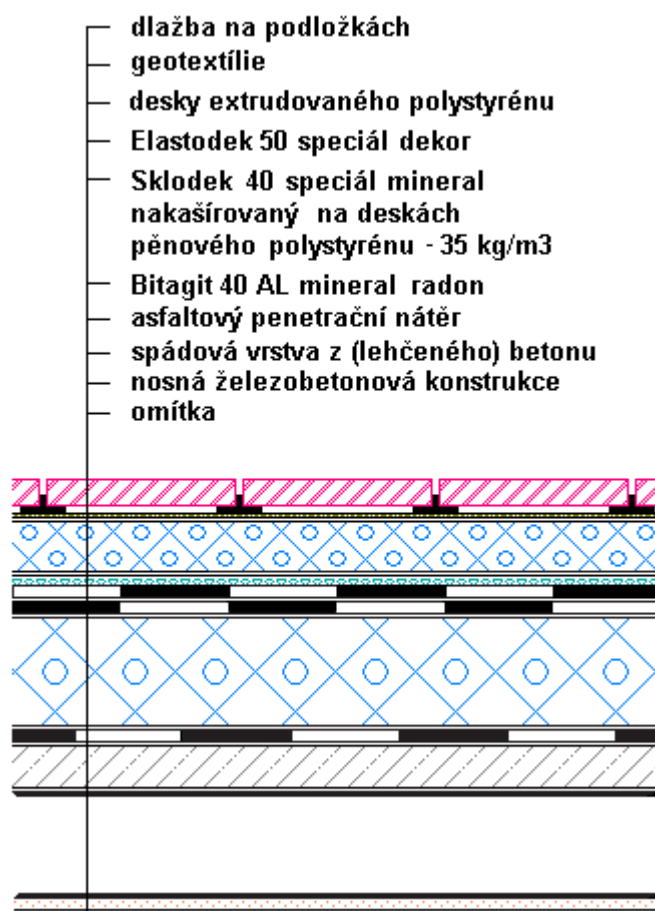 dlažba na podložkách
geotextílie
desky extrudovaného polystyrénu
Elastodek 50 speciál dekor
Sklodek 40 speciál mineral
nakašírovaný na deskách
pěnového polystyrénu - 35 kg/m3
Bitagit 40 AL mineral radon
asfaltový penetrační nátěr
spádová vrstva z (lehčeného) betonu
nosná železobetonová konstrukce
omítka